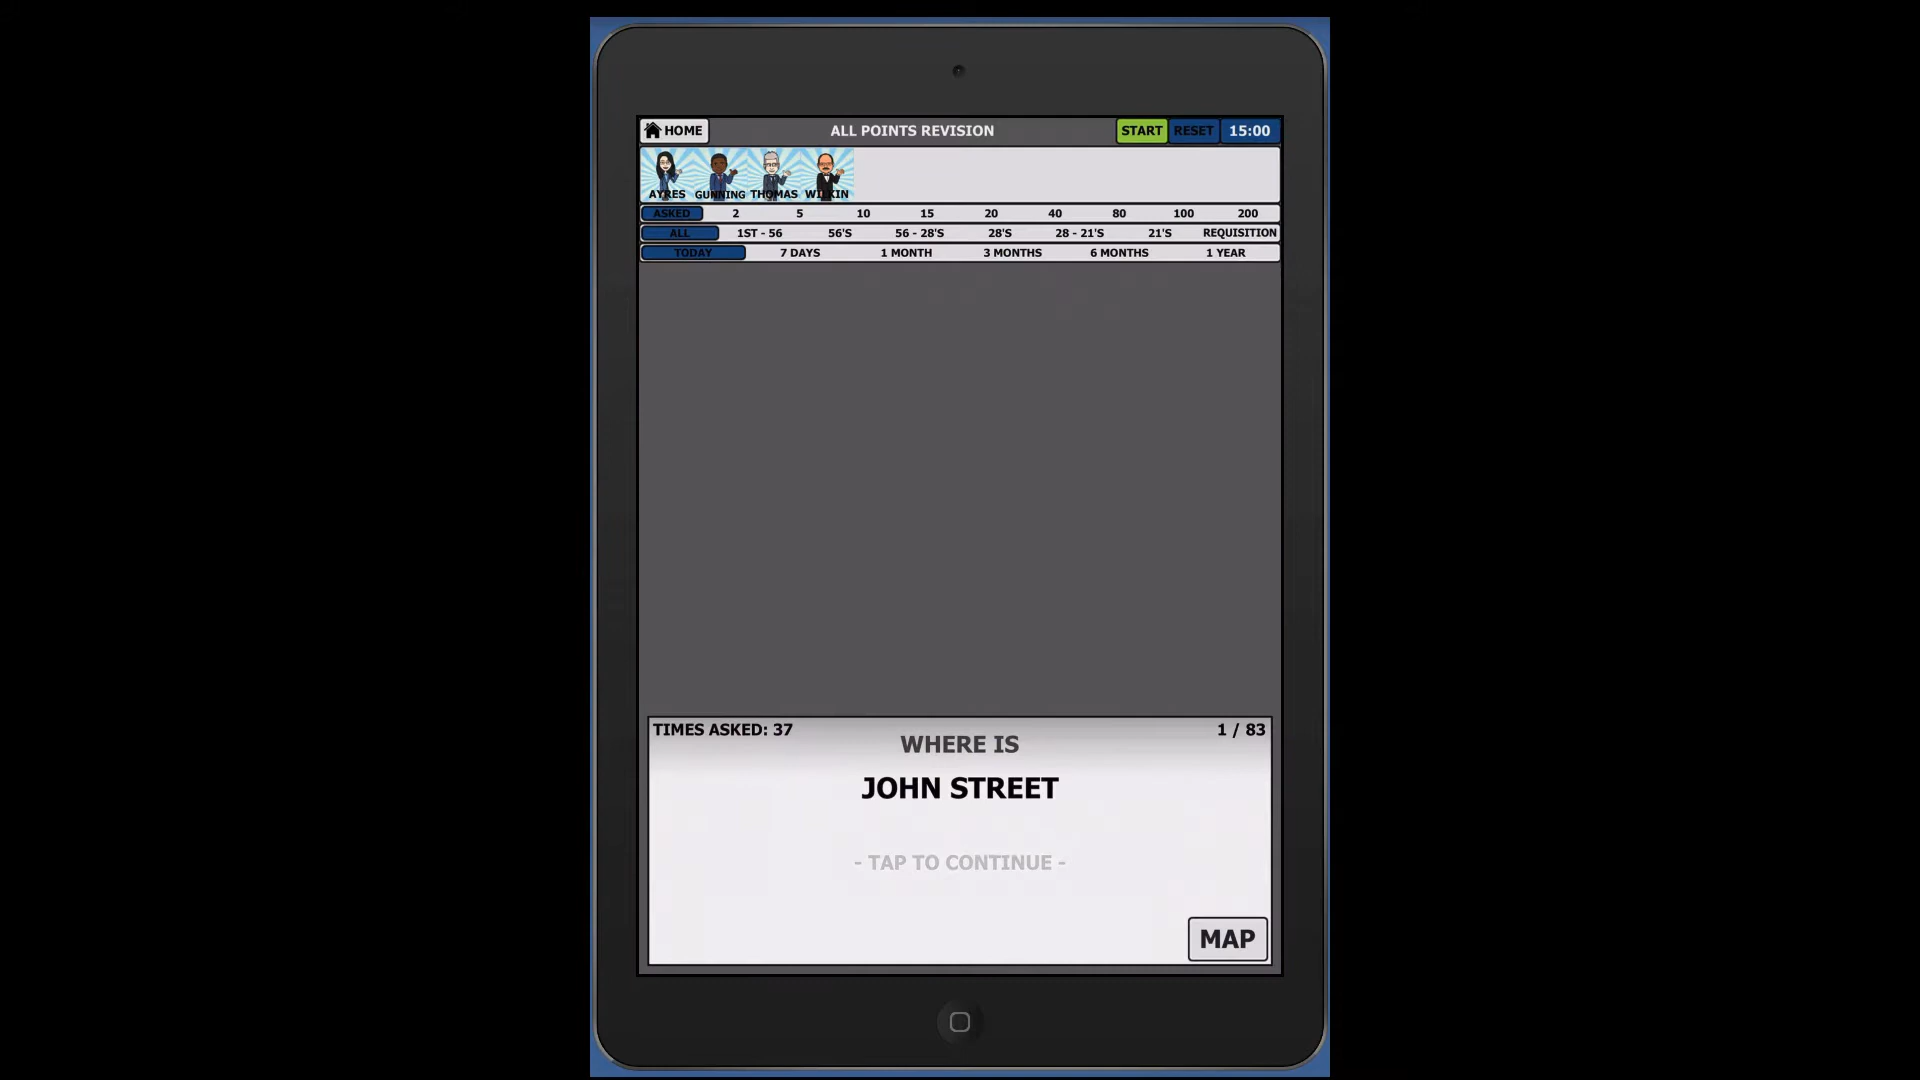 HOME ALL POINTS REVISION START RESET 15:00
AYRES GUNNING THOMAS WILKIN
ASKED 2 5 10 15 20 40 80 100 200
ALL 1ST - 56 56'S 56 - 28'S 28'S 28 - 21'S 21'S REQUISITION
TODAY 7 DAYS 1 MONTH 3 MONTHS 6 MONTHS 1 YEAR
TIMES ASKED: 37 1 / 83
WHERE IS
JOHN STREET
- TAP TO CONTINUE -
MAP